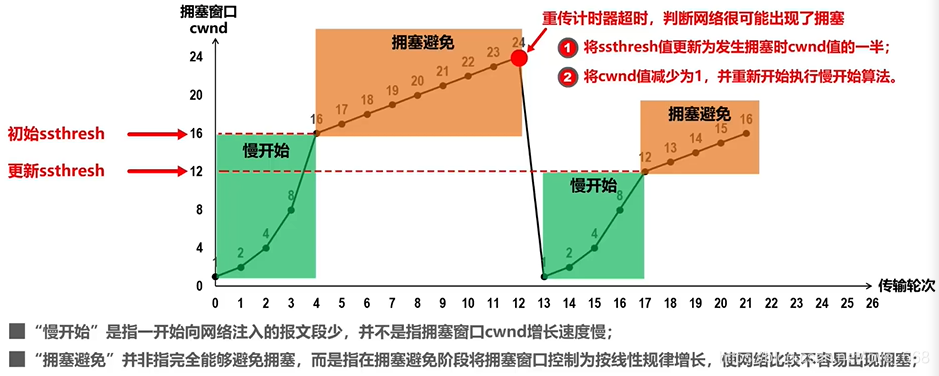 拥塞窗口
cwnd
拥塞避免
重传计时器超时，判断网络很可能出现了拥塞
1 将ssthresh值更新为发生拥塞时cwnd值的一半；
2 将cwnd值减少为1，并重新开始执行慢开始算法。
24
20
16
12
8
4
0
初始ssthresh
更新ssthresh
慢开始
1 2 4 8 16 17 18 19 20 21 22 23 24
慢开始
拥塞避免
1 2 4 8 12 13 14 15 16
0 1 2 3 4 5 6 7 8 9 10 11 12 13 14 15 16 17 18 19 20 21 22 23 24 25 26
传输轮次
“慢开始”是指一开始向网络注入的报文段少，并不是指拥塞窗口cwnd增长速度慢；
“拥塞避免”并非指完全能够避免拥塞，而是指在拥塞避免阶段将拥塞窗口控制为按线性规律增长，使网络比较不容易出现拥塞；